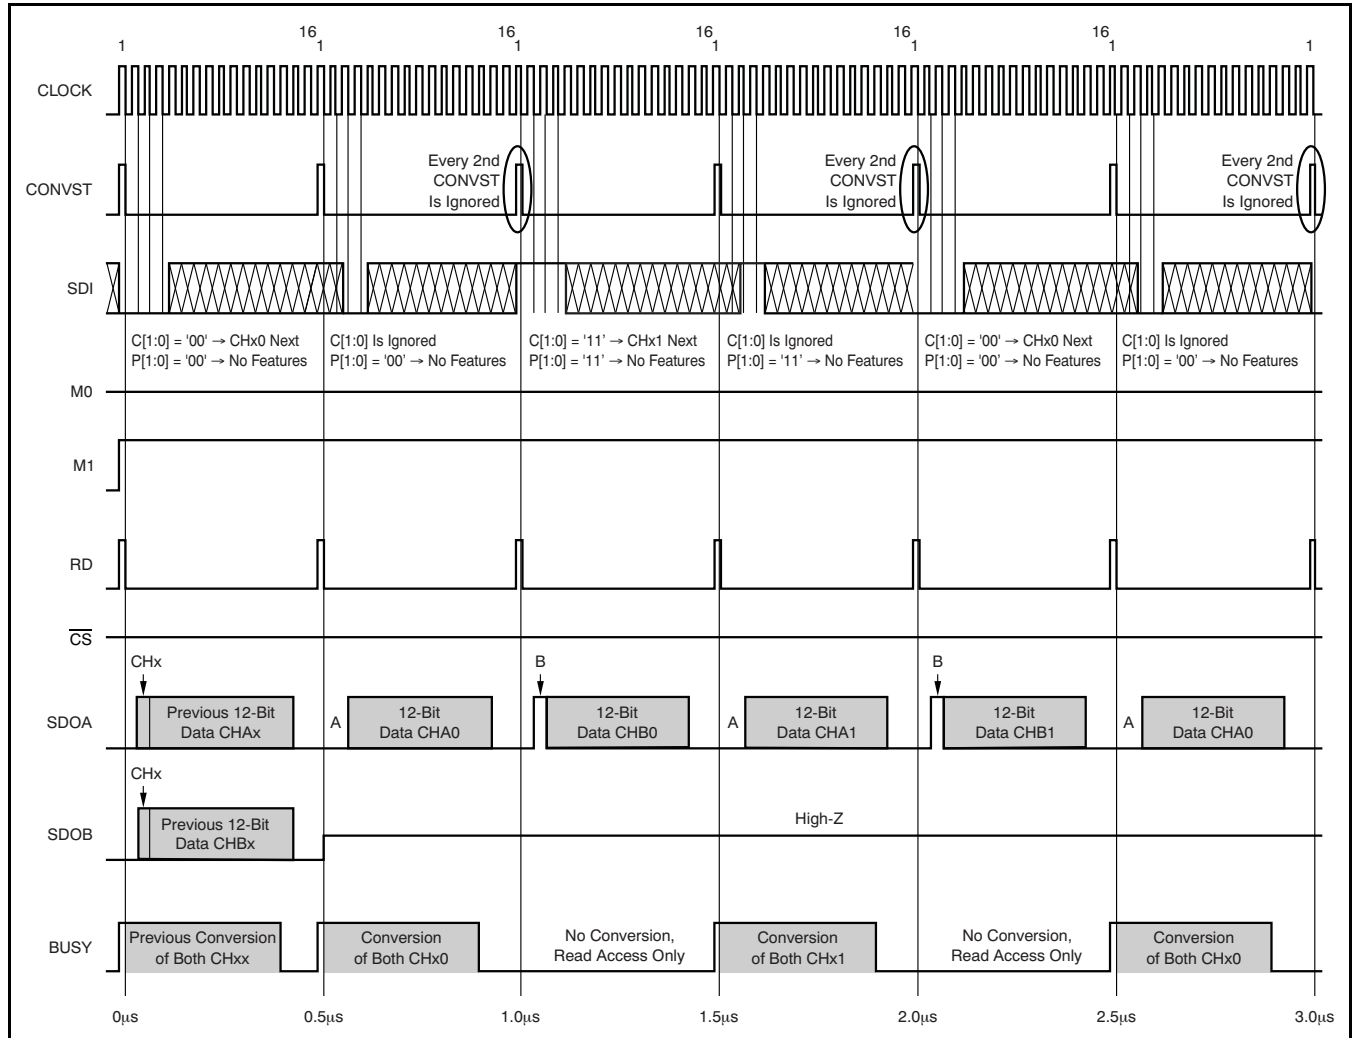 1 16 1 16 1 16 1 16 1 16 1 1
CLOCK
CONVST
Every 2nd
CONVST
Is Ignored
Every 2nd
CONVST
Is Ignored
Every 2nd
CONVST
Is Ignored
SDI
C[1:0] = '00' → CHx0 Next
P[1:0] = '00' → No Features
C[1:0] Is Ignored
P[1:0] = '00' → No Features
C[1:0] = '11' → CHx1 Next
P[1:0] = '11' → No Features
C[1:0] Is Ignored
P[1:0] = '11' → No Features
C[1:0] = '00' → CHx0 Next
P[1:0] = '00' → No Features
C[1:0] Is Ignored
P[1:0] = '00' → No Features
M0
M1
RD
CS
CHx
B
B
SDOA
Previous 12-Bit
Data CHAx
A
12-Bit
Data CHA0
12-Bit
Data CHB0
A
12-Bit
Data CHA1
12-Bit
Data CHB1
A
12-Bit
Data CHA0
CHx
SDOB
Previous 12-Bit
Data CHBx
High-Z
BUSY
Previous Conversion
of Both CHxx
Conversion
of Both CHx0
No Conversion,
Read Access Only
Conversion
of Both CHx1
No Conversion,
Read Access Only
Conversion
of Both CHx0
0µs 0.5µs 1.0µs 1.5µs 2.0µs 2.5µs 3.0µs